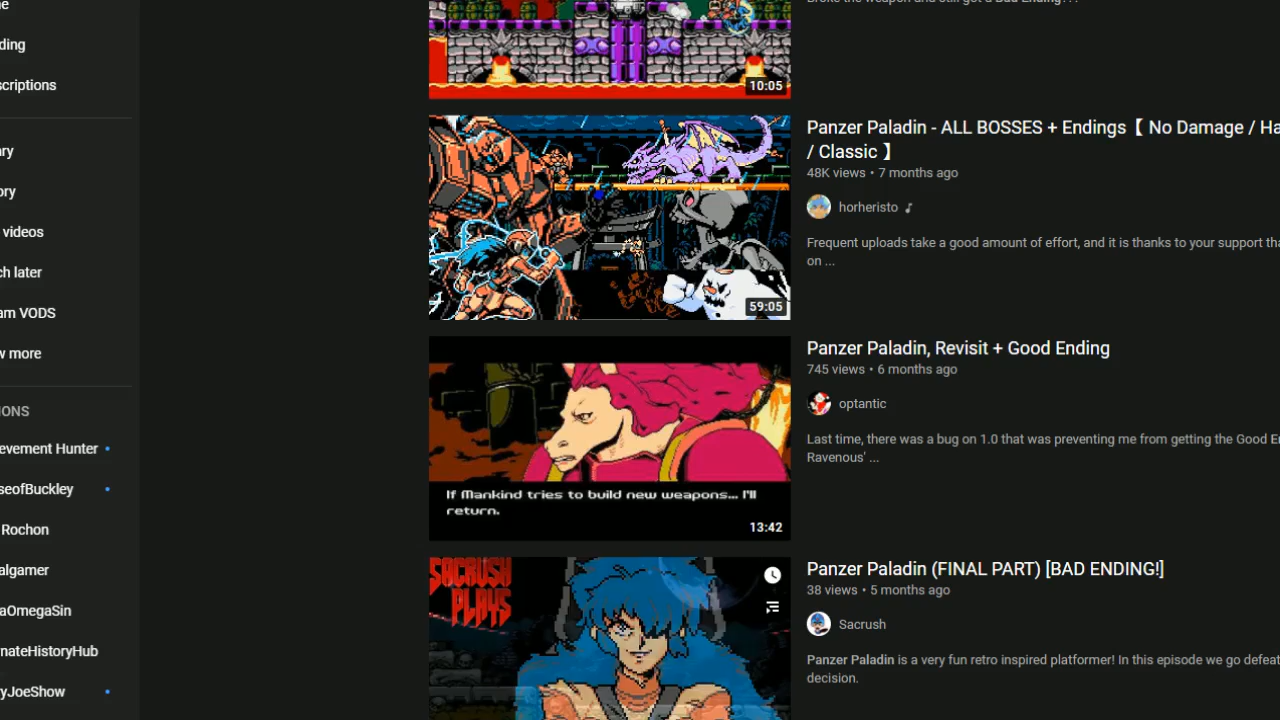 me
ding
scriptions
ary
ory
videos
ch later
am VODS
w more
IONS
evement Hunter
seofBuckley
Rochon
algamer
aOmegaSin
nateHistoryHub
yJoeShow
10:05
Panzer Paladin - ALL BOSSES + Endings【 No Damage / Ha
/ Classic 】
48K views • 7 months ago
horheristo ♪
Frequent uploads take a good amount of effort, and it is thanks to your support tha
on ...
59:05
Panzer Paladin, Revisit + Good Ending
745 views • 6 months ago
optantic
Last time, there was a bug on 1.0 that was preventing me from getting the Good E
Ravenous' ...
If Mankind tries to build new weapons... I'll
return.
13:42
SACRUSH
PLAYS
Panzer Paladin (FINAL PART) [BAD ENDING!]
38 views • 5 months ago
Sacrush
Panzer Paladin is a very fun retro inspired platformer! In this episode we go defea
decision.